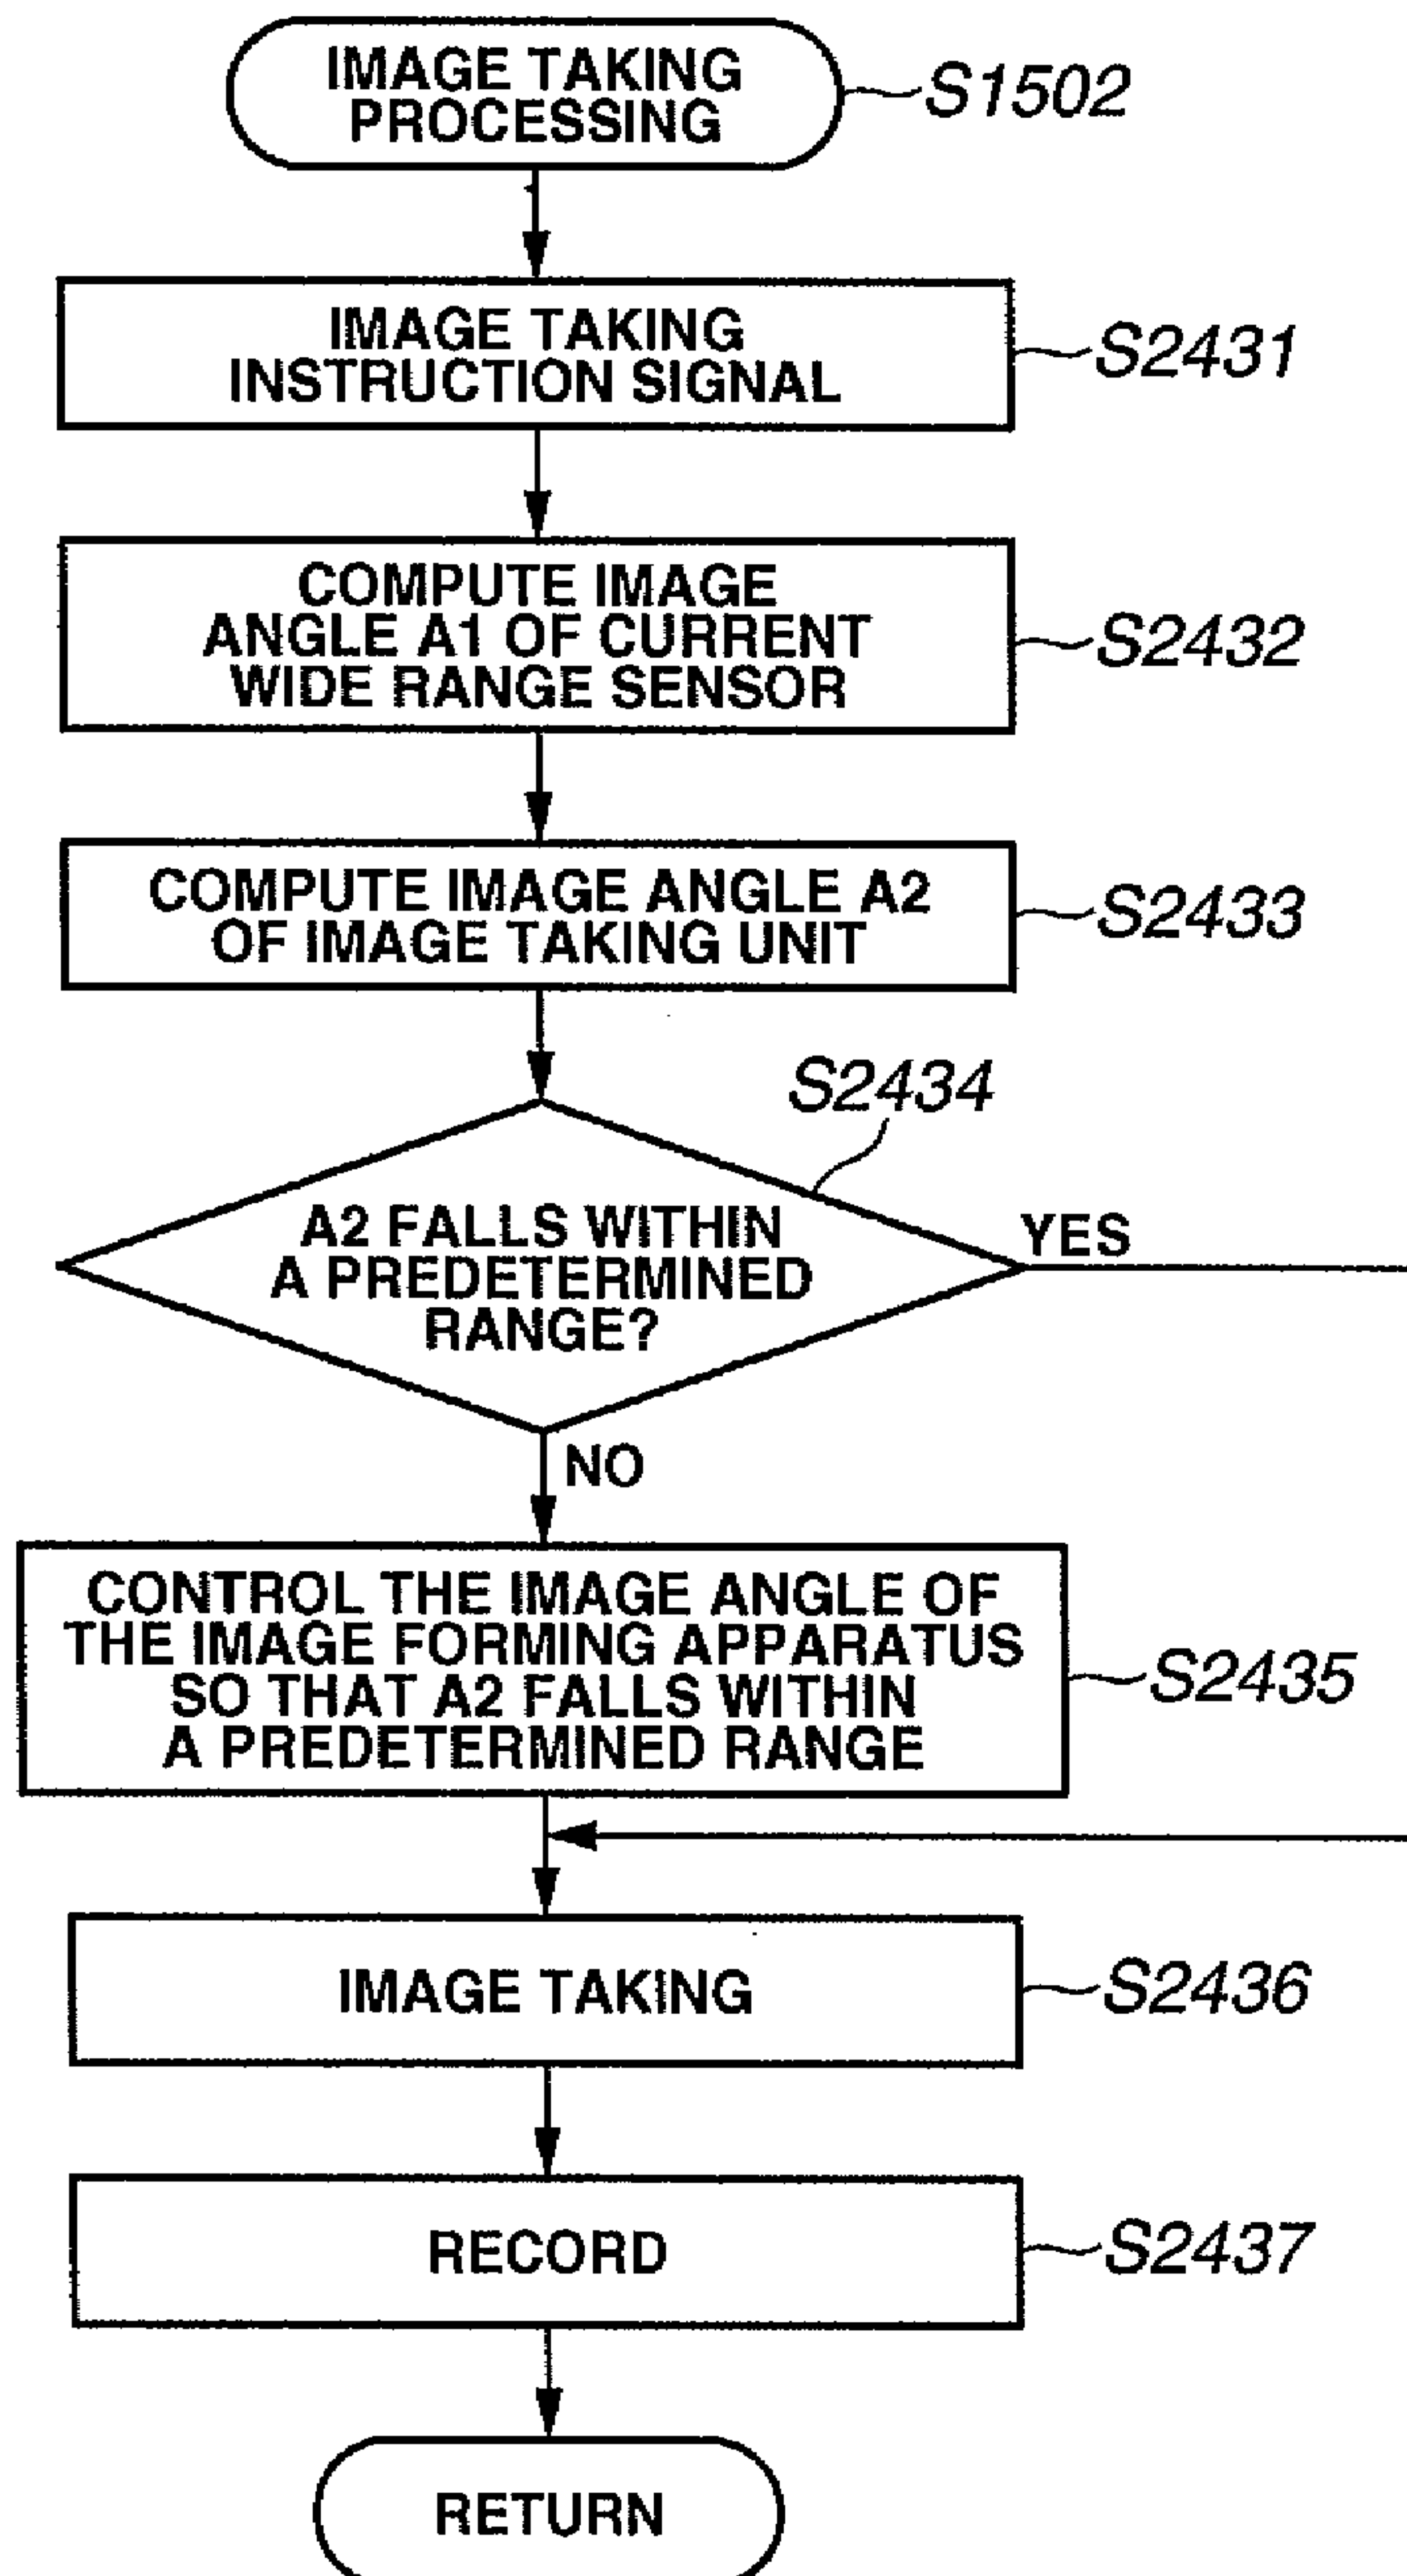 IMAGE TAKING
PROCESSING
S1502
IMAGE TAKING
INSTRUCTION SIGNAL
S2431
COMPUTE IMAGE
ANGLE A1 OF CURRENT
WIDE RANGE SENSOR
S2432
COMPUTE IMAGE ANGLE A2
OF IMAGE TAKING UNIT
S2433
S2434
A2 FALLS WITHIN
A PREDETERMINED
RANGE?
YES
NO
CONTROL THE IMAGE ANGLE OF
THE IMAGE FORMING APPARATUS
SO THAT A2 FALLS WITHIN
A PREDETERMINED RANGE
S2435
IMAGE TAKING
S2436
RECORD
S2437
RETURN